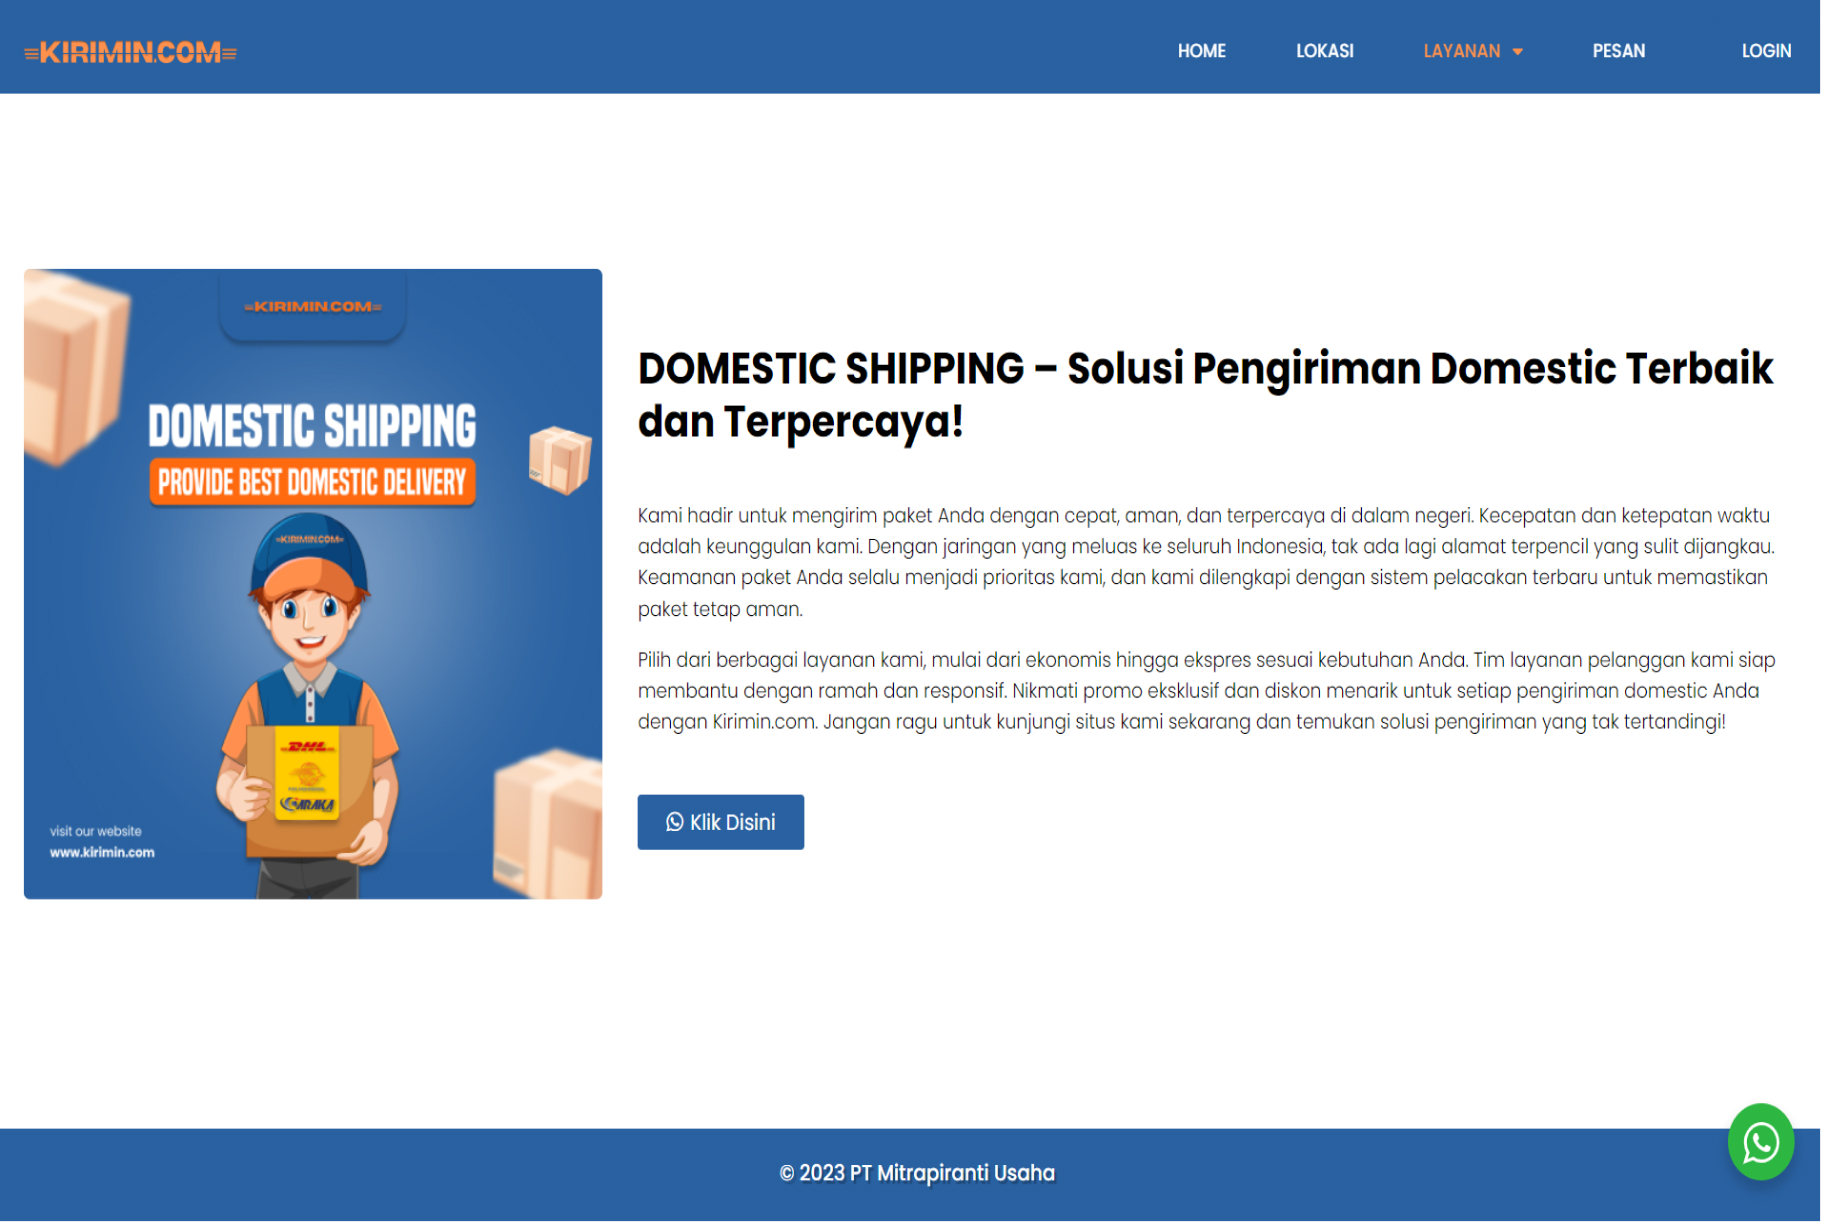 KIRIMIN.COM
HOME
LOKASI
LAYANAN
PESAN
LOGIN
KIRIMIN.COM
DOMESTIC SHIPPING
PROVIDE BEST DOMESTIC DELIVERY
KIRIMIN.COM
DHL
CARAKA
visit our website
www.kirimin.com
DOMESTIC SHIPPING – Solusi Pengiriman Domestic Terbaik
dan Terpercaya!
Kami hadir untuk mengirim paket Anda dengan cepat, aman, dan terpercaya di dalam negeri. Kecepatan dan ketepatan waktu
adalah keunggulan kami. Dengan jaringan yang meluas ke seluruh Indonesia, tak ada lagi alamat terpencil yang sulit dijangkau.
Keamanan paket Anda selalu menjadi prioritas kami, dan kami dilengkapi dengan sistem pelacakan terbaru untuk memastikan
paket tetap aman.
Pilih dari berbagai layanan kami, mulai dari ekonomis hingga ekspres sesuai kebutuhan Anda. Tim layanan pelanggan kami siap
membantu dengan ramah dan responsif. Nikmati promo eksklusif dan diskon menarik untuk setiap pengiriman domestic Anda
dengan Kirimin.com. Jangan ragu untuk kunjungi situs kami sekarang dan temukan solusi pengiriman yang tak tertandingi!
Klik Disini
© 2023 PT Mitrapiranti Usaha